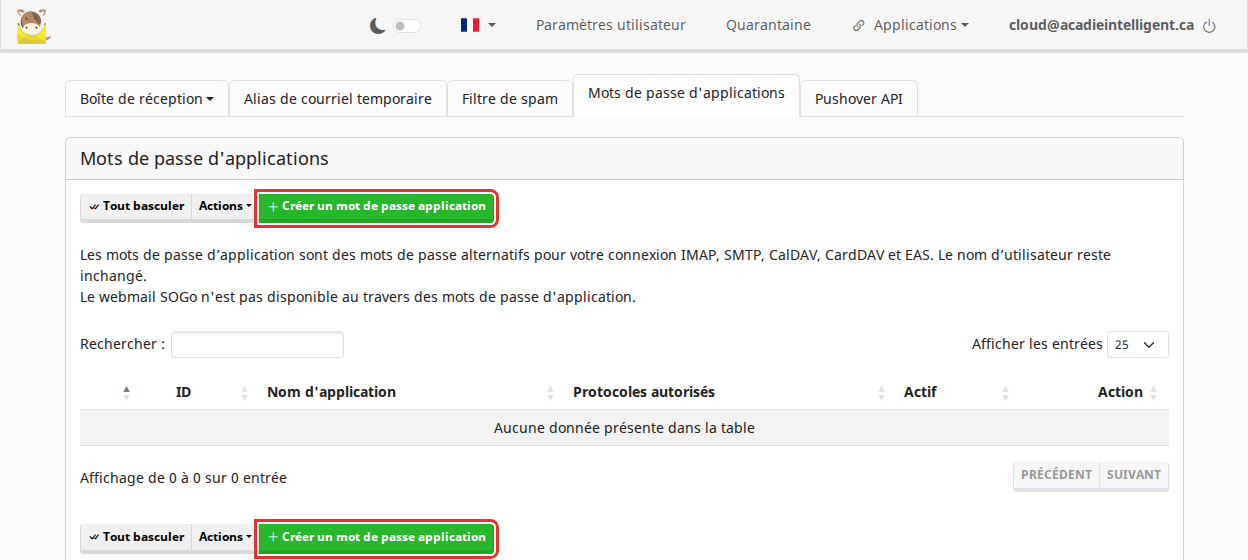 Paramètres utilisateur Quarantaine Applications cloud@acadieintelligent.ca
Boîte de réception Alias de courriel temporaire Filtre de spam Mots de passe d'applications Pushover API
Mots de passe d'applications
Tout basculer Actions + Créer un mot de passe application
Les mots de passe d’application sont des mots de passe alternatifs pour votre connexion IMAP, SMTP, CalDAV, CardDAV et EAS. Le nom d’utilisateur reste
inchangé.
Le webmail SOGo n'est pas disponible au travers des mots de passe d'application.
Rechercher : Afficher les entrées 25
ID Nom d'application Protocoles autorisés Actif Action
Aucune donnée présente dans la table
Affichage de 0 à 0 sur 0 entrée PRÉCÉDENT SUIVANT
Tout basculer Actions + Créer un mot de passe application